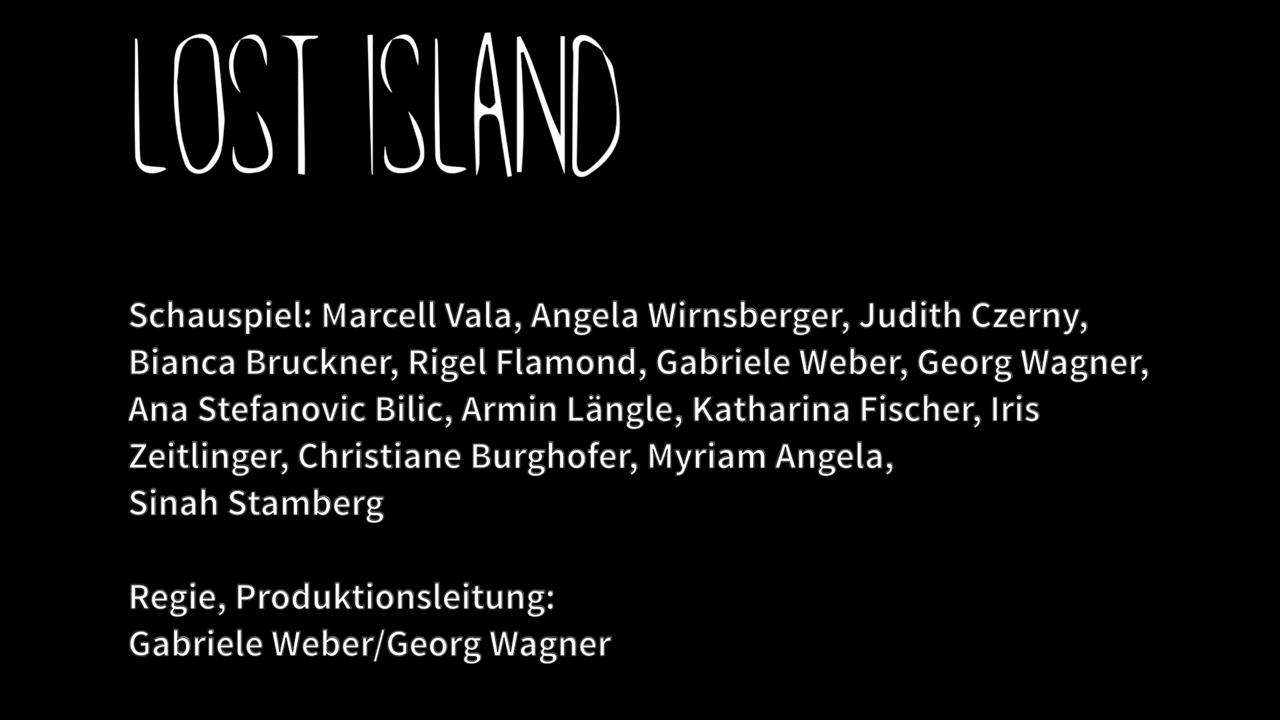 LOST ISLAND
Schauspiel: Marcell Vala, Angela Wirnsberger, Judith Czerny,
Bianca Bruckner, Rigel Flamond, Gabriele Weber, Georg Wagner,
Ana Stefanovic Bilic, Armin Längle, Katharina Fischer, Iris
Zeitlinger, Christiane Burghofer, Myriam Angela,
Sinah Stamberg
Regie, Produktionsleitung:
Gabriele Weber/Georg Wagner